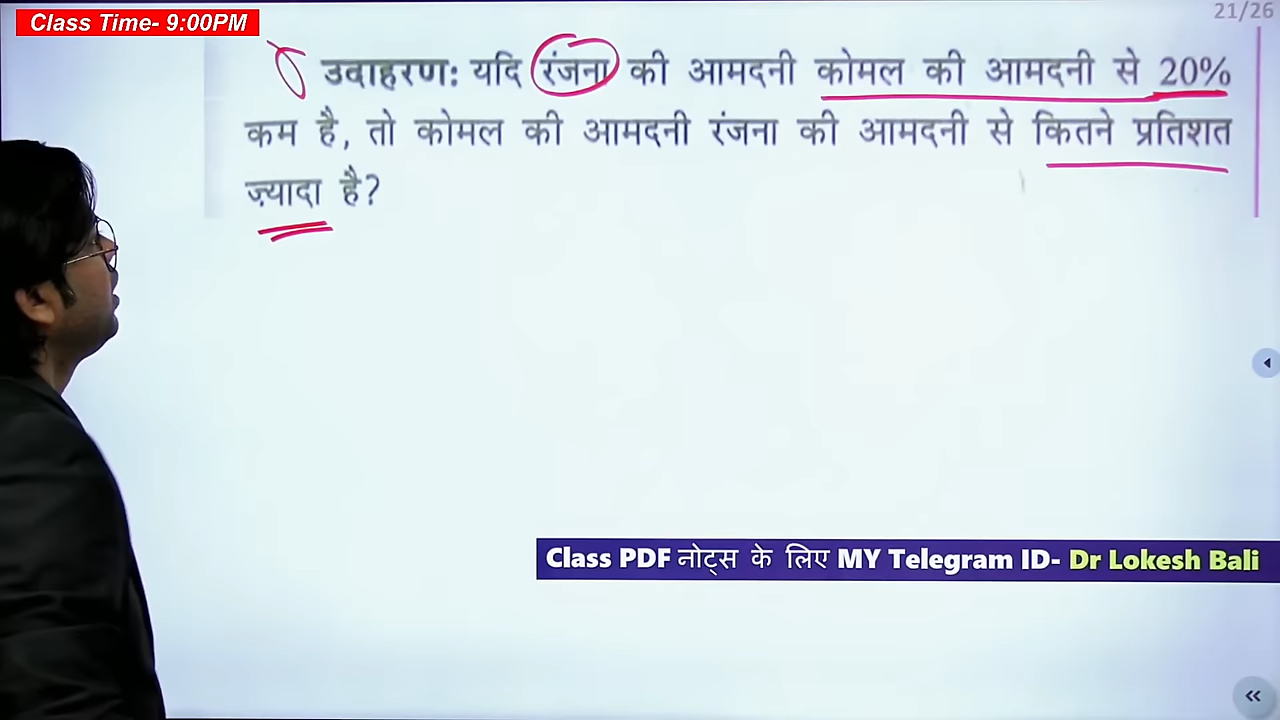 Class Time- 9:00PM
21/26
उदाहरण: यदि रंजना की आमदनी कोमल की आमदनी से 20%
कम है, तो कोमल की आमदनी रंजना की आमदनी से कितने प्रतिशत
ज़्यादा है?
Class PDF नोट्स के लिए MY Telegram ID- Dr Lokesh Bali